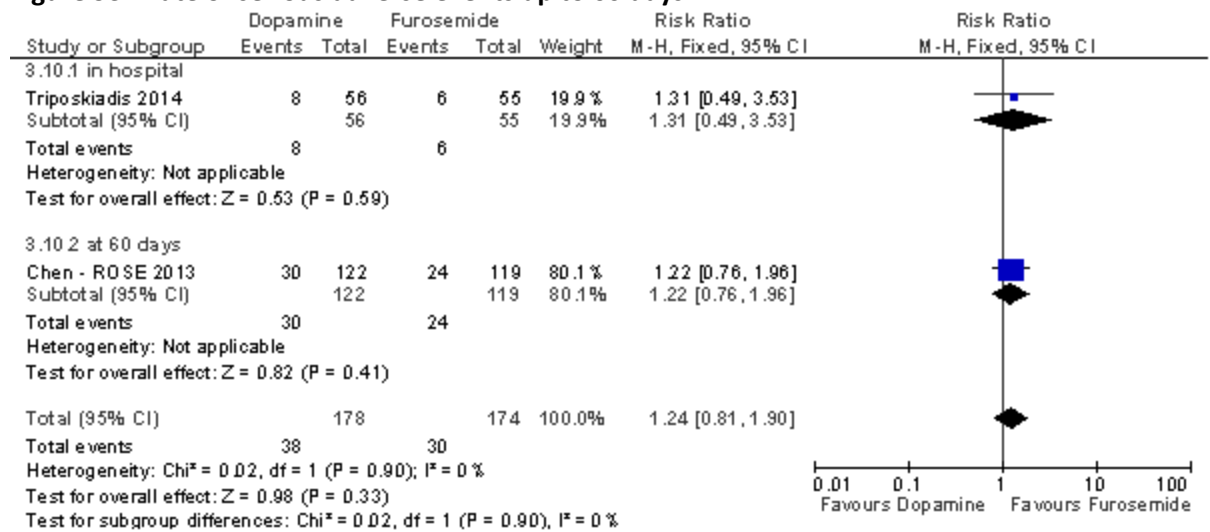 Dopamine Furosemide Risk Ratio Risk Ratio
Study or Subgroup Events Total Events Total Weight M-H, Fixed, 95% CI M-H, Fixed, 95% CI
3.10.1 in hospital
Triposkiadis 2014 8 56 6 55 19.9% 1.31 [0.49, 3.53]
Subtotal (95% CI) 56 55 19.9% 1.31 [0.49, 3.53]
Total events 8 6
Heterogeneity: Not applicable
Test for overall effect: Z = 0.53 (P = 0.59)
3.10.2 at 60 days
Chen - ROSE 2013 30 122 24 119 80.1% 1.22 [0.76, 1.96]
Subtotal (95% CI) 122 119 80.1% 1.22 [0.76, 1.96]
Total events 30 24
Heterogeneity: Not applicable
Test for overall effect: Z = 0.82 (P = 0.41)
Total (95% CI) 178 174 100.0% 1.24 [0.81, 1.90]
Total events 38 30
Heterogeneity: Chi² = 0.02, df = 1 (P = 0.90); I² = 0%
Test for overall effect: Z = 0.98 (P = 0.33)
Test for subgroup differences: Chi² = 0.02, df = 1 (P = 0.90), I² = 0%
0.01 0.1 1 10 100
Favours Dopamine Favours Furosemide